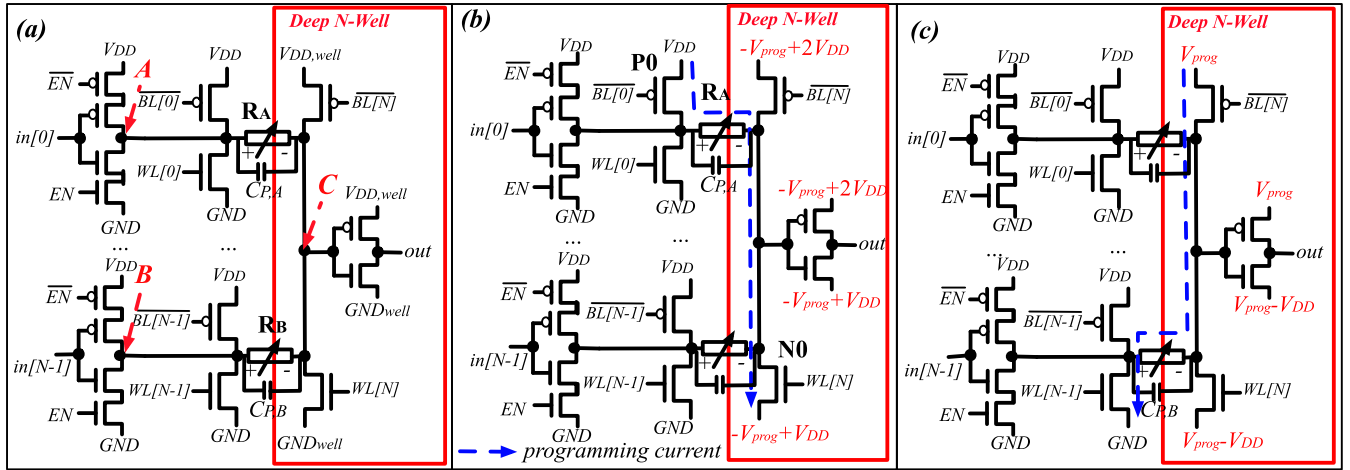 (a)
Deep N-Well
VDD
VDD
VDD,well
A
EN
BL[0]
RA
BL[N]
in[0]
+ -
WL[0]
CP,A
EN
C
VDD,well
GND
GND
...
...
VDD
B
VDD
out
EN
BL[N-1]
RB
GNDwell
in[N-1]
+ -
WL[N-1]
WL[N]
EN
CP,B
GND
GND
GNDwell
(b)
Deep N-Well
VDD
VDD
-Vprog+2VDD
P0
EN
BL[0]
RA
BL[N]
in[0]
+ -
WL[0]
CP,A
EN
-Vprog+2VDD
GND
GND
...
...
out
VDD
VDD
-Vprog+VDD
EN
BL[N-1]
N0
in[N-1]
+ -
WL[N-1]
WL[N]
EN
GND
GND
-Vprog+VDD
programming current
(c)
Deep N-Well
VDD
VDD
Vprog
EN
BL[0]
BL[N]
in[0]
+ -
WL[0]
EN
Vprog
GND
GND
...
...
out
VDD
VDD
Vprog-VDD
EN
BL[N-1]
in[N-1]
+ -
WL[N-1]
WL[N]
EN
CP,B
GND
GND
Vprog-VDD